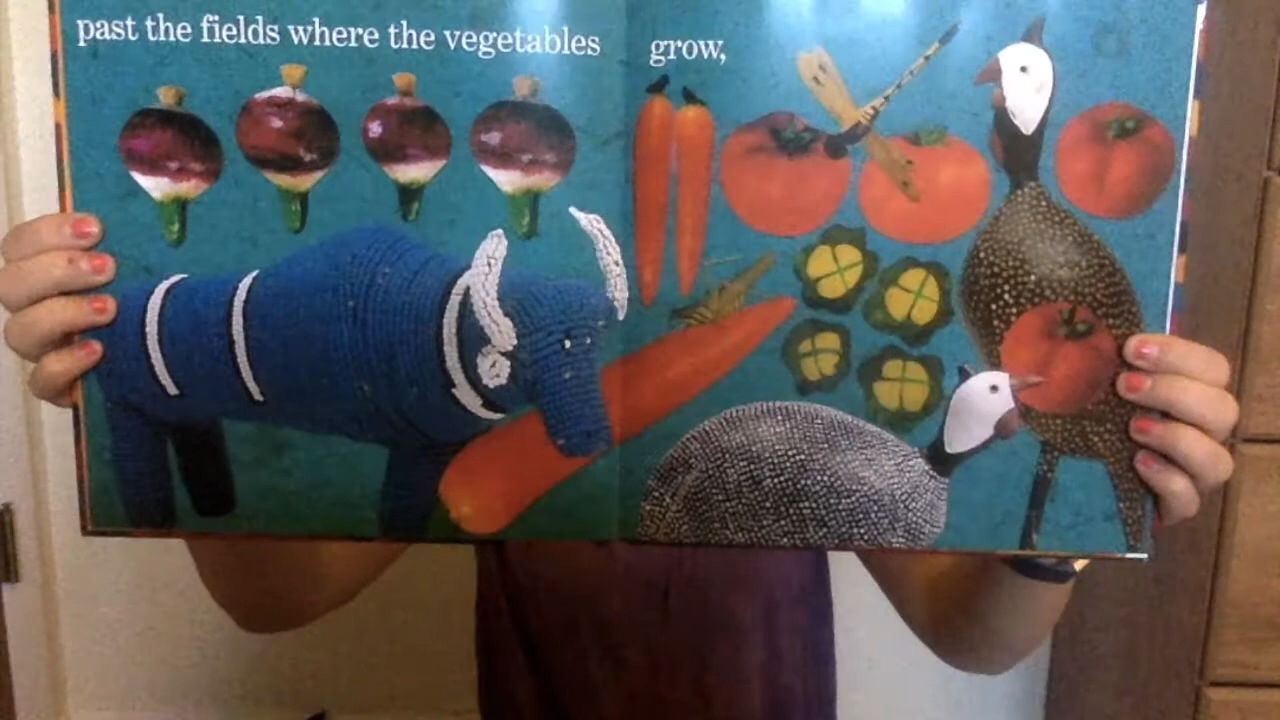 past the fields where the vegetables grow,